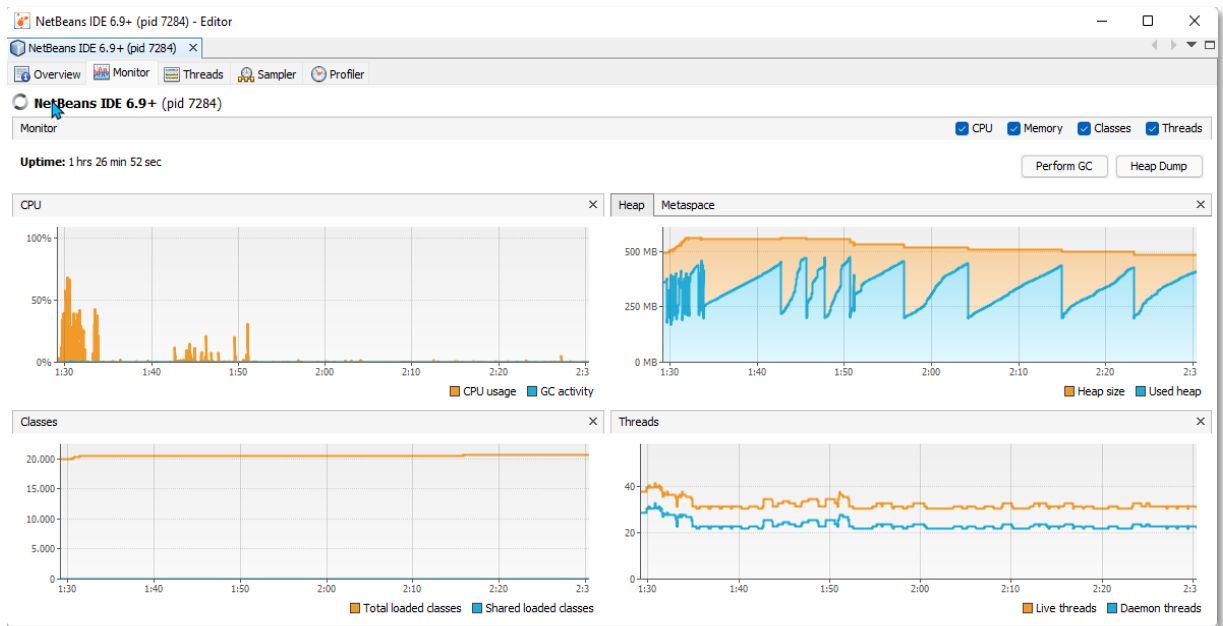 NetBeans IDE 6.9+ (pid 7284) - Editor
NetBeans IDE 6.9+ (pid 7284)
Overview Monitor Threads Sampler Profiler
NetBeans IDE 6.9+ (pid 7284)
Monitor CPU Memory Classes Threads
Uptime: 1 hrs 26 min 52 sec
Perform GC Heap Dump
CPU
100%
50%
0%
1:30 1:40 1:50 2:00 2:10 2:20 2:3
CPU usage GC activity
Heap Metaspace
500 MB
250 MB
0 MB
1:30 1:40 1:50 2:00 2:10 2:20 2:3
Heap size Used heap
Classes
20.000
15.000
10.000
5.000
0
1:30 1:40 1:50 2:00 2:10 2:20 2:3
Total loaded classes Shared loaded classes
Threads
40
20
0
1:30 1:40 1:50 2:00 2:10 2:20 2:3
Live threads Daemon threads